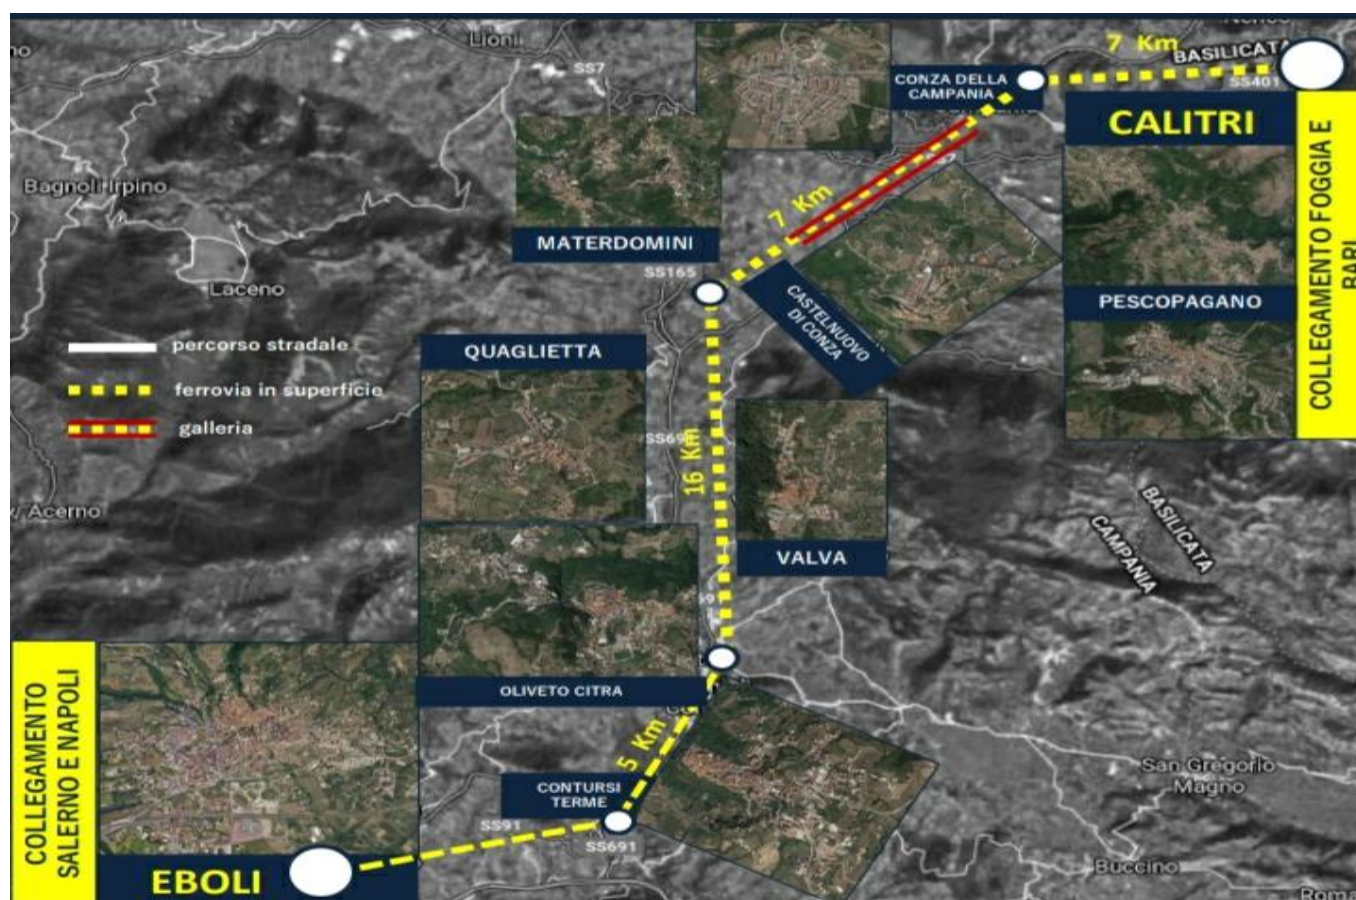 Lioni
SS7
7 Km
BASILICATA
SS401
CONZA DELLA
CAMPANIA
CALITRI
COLLEGAMENTO FOGGIA E
BARI
Bagnoli Irpino
7 Km
MATERDOMINI
SS165
Laceno
CASTELNUOVO
DI CONZA
PESCOPAGANO
percorso stradale
ferrovia in superficie
galleria
QUAGLIETTA
16 Km
Acerno
BASILICATA
CAMPANIA
VALVA
COLLEGAMENTO
SALERNO E NAPOLI
OLIVETO CITRA
5 Km
CONTURSI
TERME
SS91
SS691
San Gregorio
Magno
Buccino
EBOLI